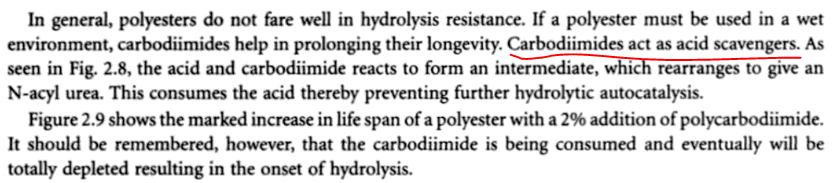 In general, polyesters do not fare well in hydrolysis resistance. If a polyester must be used in a wet
environment, carbodiimides help in prolonging their longevity. Carbodiimides act as acid scavengers. As
seen in Fig. 2.8, the acid and carbodiimide reacts to form an intermediate, which rearranges to give an
N-acyl urea. This consumes the acid thereby preventing further hydrolytic autocatalysis.
Figure 2.9 shows the marked increase in life span of a polyester with a 2% addition of polycarbodiimide.
It should be remembered, however, that the carbodiimide is being consumed and eventually will be
totally depleted resulting in the onset of hydrolysis.